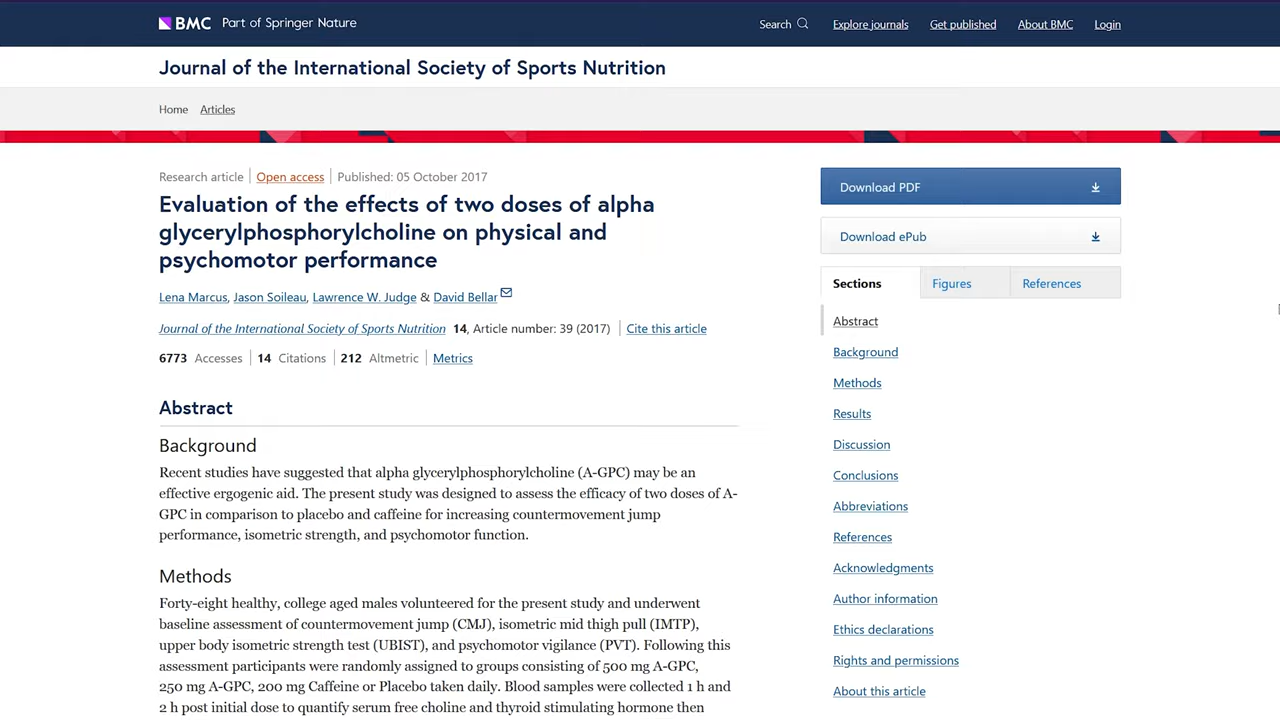 BMC Part of Springer Nature
Search Explore journals Get published About BMC Login
Journal of the International Society of Sports Nutrition
Home Articles
Research article Open access Published: 05 October 2017
Evaluation of the effects of two doses of alpha
glycerylphosphorylcholine on physical and
psychomotor performance
Lena Marcus, Jason Soileau, Lawrence W. Judge & David Bellar
Journal of the International Society of Sports Nutrition 14, Article number: 39 (2017) Cite this article
6773 Accesses 14 Citations 212 Altmetric Metrics
Abstract
Background
Recent studies have suggested that alpha glycerylphosphorylcholine (A-GPC) may be an
effective ergogenic aid. The present study was designed to assess the efficacy of two doses of A-
GPC in comparison to placebo and caffeine for increasing countermovement jump
performance, isometric strength, and psychomotor function.
Methods
Forty-eight healthy, college aged males volunteered for the present study and underwent
baseline assessment of countermovement jump (CMJ), isometric mid thigh pull (IMTP),
upper body isometric strength test (UBIST), and psychomotor vigilance (PVT). Following this
assessment participants were randomly assigned to groups consisting of 500 mg A-GPC,
250 mg A-GPC, 200 mg Caffeine or Placebo taken daily. Blood samples were collected 1 h and
2 h post initial dose to quantify serum free choline and thyroid stimulating hormone then
Download PDF
Download ePub
Sections Figures References
Abstract
Background
Methods
Results
Discussion
Conclusions
Abbreviations
References
Acknowledgments
Author information
Ethics declarations
Rights and permissions
About this article